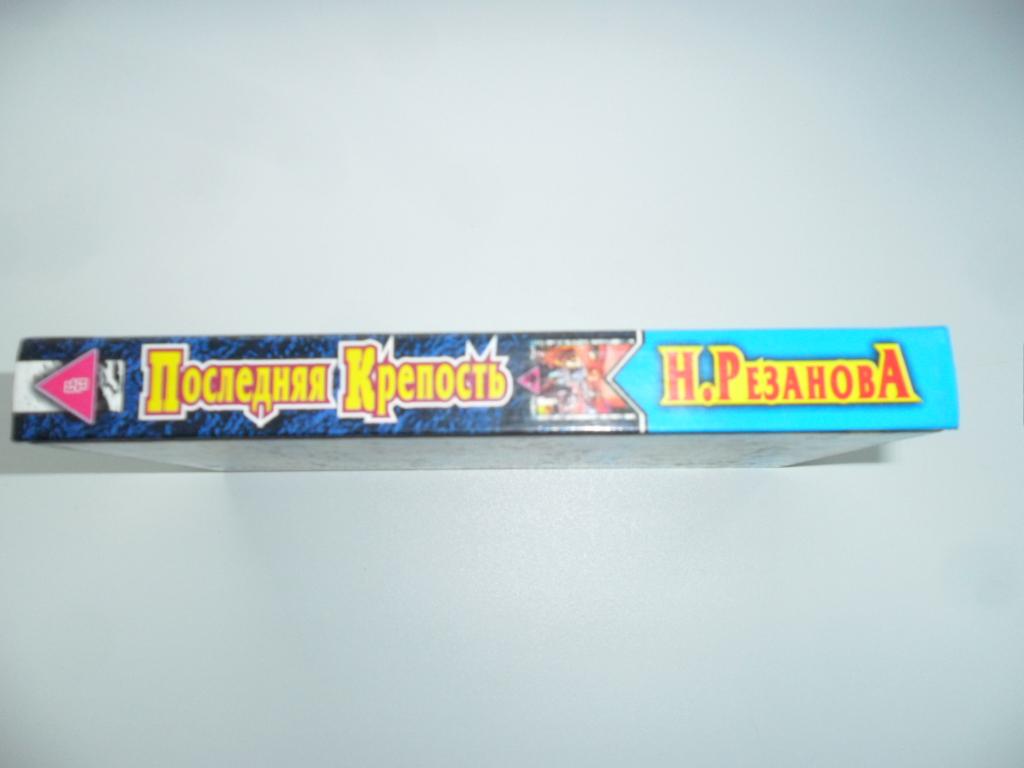 Последняя Крепость
Н. Резанова